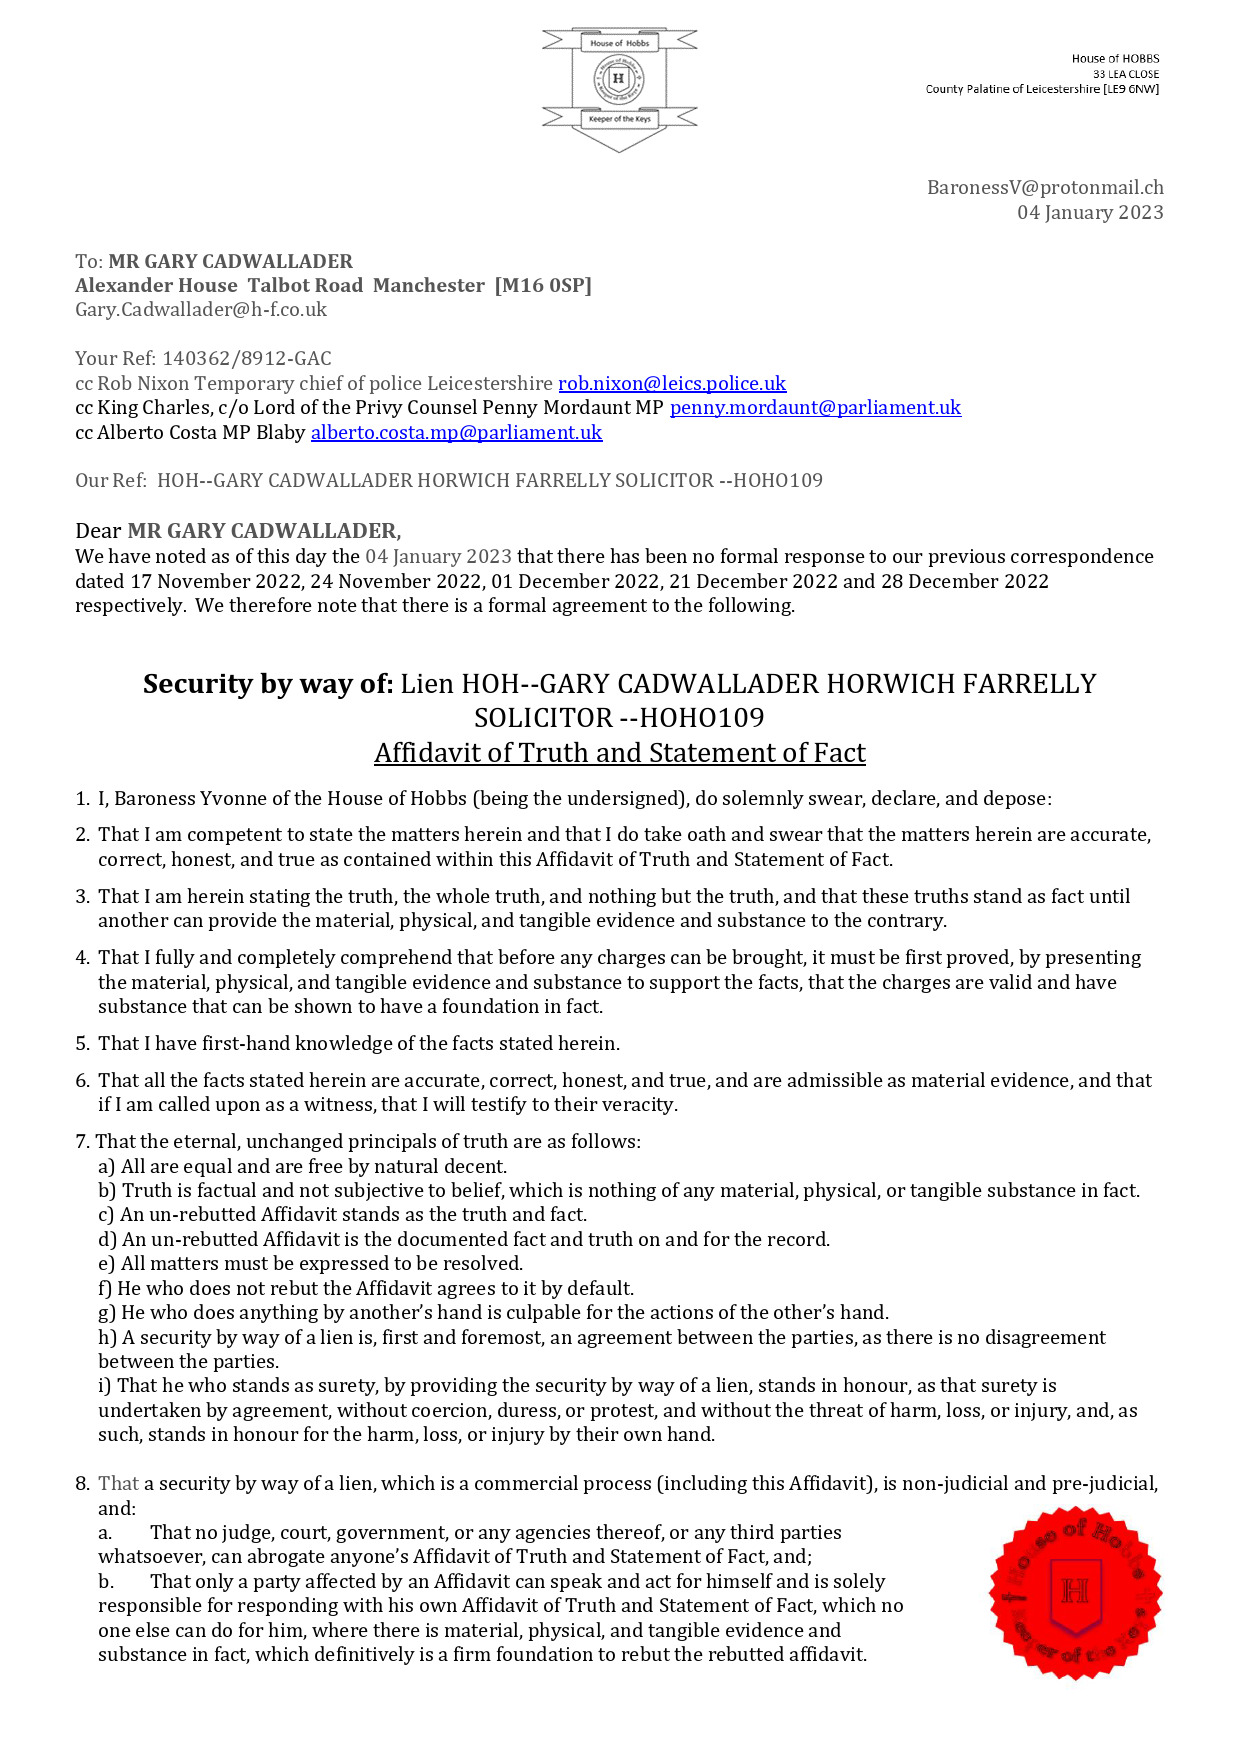 House of Hobbs
H
Keeper of the Keys
House of HOBBS
33 LEA CLOSE
County Palatine of Leicestershire [LE9 6NW]
BaronessV@protonmail.ch
04 January 2023
To: MR GARY CADWALLADER
Alexander House  Talbot Road  Manchester  [M16 0SP]
Gary.Cadwallader@h-f.co.uk
Your Ref: 140362/8912-GAC
cc Rob Nixon Temporary chief of police Leicestershire rob.nixon@leics.police.uk
cc King Charles, c/o Lord of the Privy Counsel Penny Mordaunt MP penny.mordaunt@parliament.uk
cc Alberto Costa MP Blaby alberto.costa.mp@parliament.uk
Our Ref:  HOH--GARY CADWALLADER HORWICH FARRELLY SOLICITOR --HOHO109
Dear MR GARY CADWALLADER,
We have noted as of this day the 04 January 2023 that there has been no formal response to our previous correspondence
dated 17 November 2022, 24 November 2022, 01 December 2022, 21 December 2022 and 28 December 2022
respectively.  We therefore note that there is a formal agreement to the following.
Security by way of: Lien HOH--GARY CADWALLADER HORWICH FARRELLY
SOLICITOR --HOHO109
Affidavit of Truth and Statement of Fact
1. I, Baroness Yvonne of the House of Hobbs (being the undersigned), do solemnly swear, declare, and depose:
2. That I am competent to state the matters herein and that I do take oath and swear that the matters herein are accurate,
correct, honest, and true as contained within this Affidavit of Truth and Statement of Fact.
3. That I am herein stating the truth, the whole truth, and nothing but the truth, and that these truths stand as fact until
another can provide the material, physical, and tangible evidence and substance to the contrary.
4. That I fully and completely comprehend that before any charges can be brought, it must be first proved, by presenting
the material, physical, and tangible evidence and substance to support the facts, that the charges are valid and have
substance that can be shown to have a foundation in fact.
5. That I have first-hand knowledge of the facts stated herein.
6. That all the facts stated herein are accurate, correct, honest, and true, and are admissible as material evidence, and that
if I am called upon as a witness, that I will testify to their veracity.
7. That the eternal, unchanged principals of truth are as follows:
a) All are equal and are free by natural decent.
b) Truth is factual and not subjective to belief, which is nothing of any material, physical, or tangible substance in fact.
c) An un-rebutted Affidavit stands as the truth and fact.
d) An un-rebutted Affidavit is the documented fact and truth on and for the record.
e) All matters must be expressed to be resolved.
f) He who does not rebut the Affidavit agrees to it by default.
g) He who does anything by another’s hand is culpable for the actions of the other’s hand.
h) A security by way of a lien is, first and foremost, an agreement between the parties, as there is no disagreement
between the parties.
i) That he who stands as surety, by providing the security by way of a lien, stands in honour, as that surety is
undertaken by agreement, without coercion, duress, or protest, and without the threat of harm, loss, or injury, and, as
such, stands in honour for the harm, loss, or injury by their own hand.
8. That a security by way of a lien, which is a commercial process (including this Affidavit), is non-judicial and pre-judicial,
and:
a. That no judge, court, government, or any agencies thereof, or any third parties
whatsoever, can abrogate anyone’s Affidavit of Truth and Statement of Fact, and;
b. That only a party affected by an Affidavit can speak and act for himself and is solely
responsible for responding with his own Affidavit of Truth and Statement of Fact, which no
one else can do for him, where there is material, physical, and tangible evidence and
substance in fact, which definitively is a firm foundation to rebut the rebutted affidavit.
House of Hobbs
H